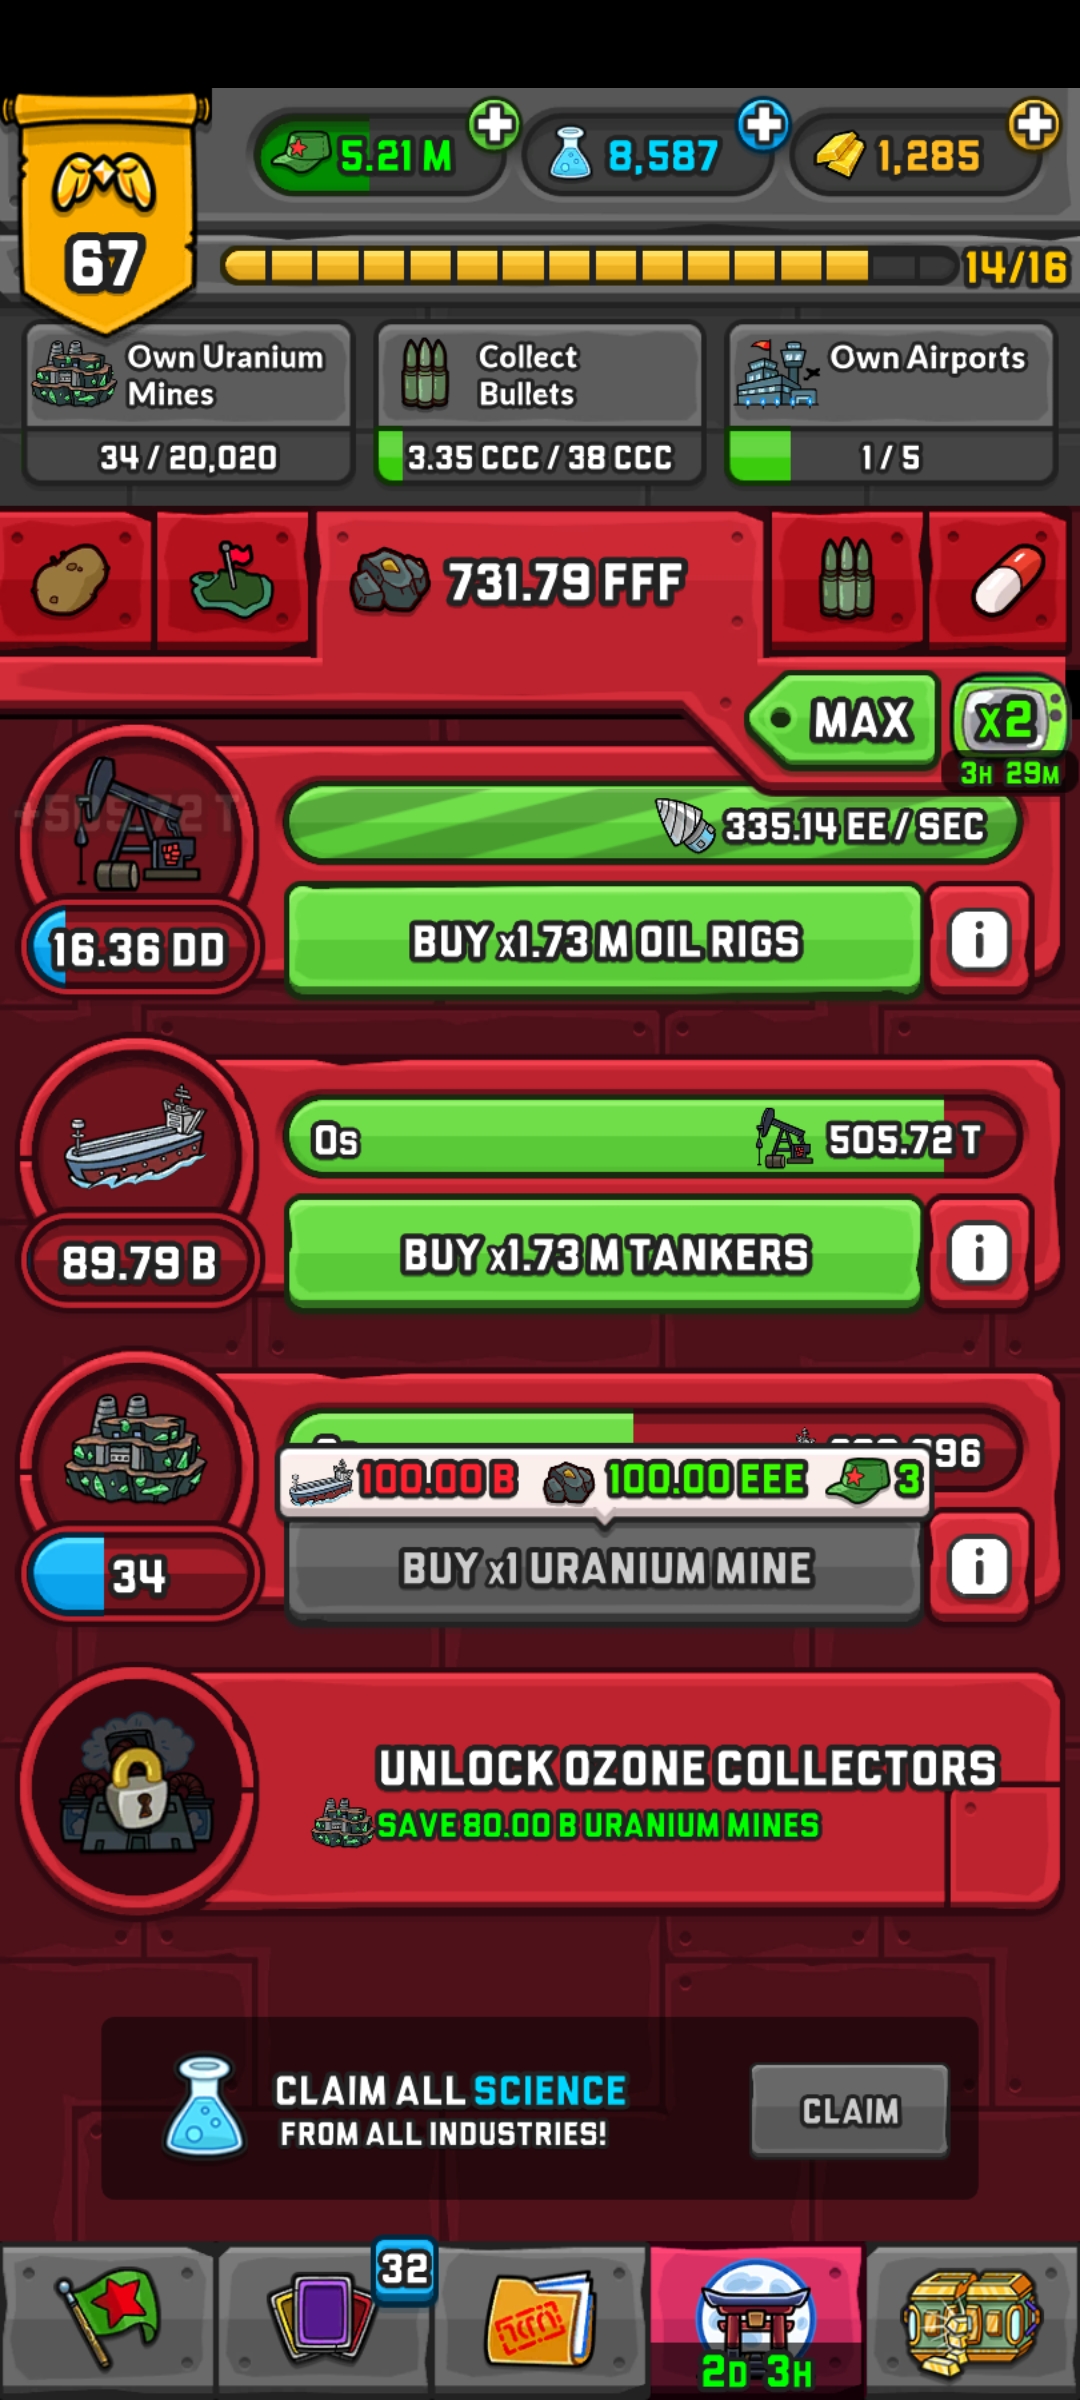 5.21 M
8,587
1,285
67
14/16
Own Uranium
Mines
34 / 20,020
Collect
Bullets
3.35 CCC / 38 CCC
Own Airports
1 / 5
731.79 FFF
MAX
x2
3H 29M
+505.72 T
335.14 EE / SEC
16.36 DD
BUY x1.73 M OIL RIGS
i
0s
505.72 T
89.79 B
BUY x1.73 M TANKERS
i
96
100.00 B
100.00 EEE
3
34
BUY x1 URANIUM MINE
i
UNLOCK OZONE COLLECTORS
SAVE 80.00 B URANIUM MINES
CLAIM ALL SCIENCE
FROM ALL INDUSTRIES!
CLAIM
32
2D 3H